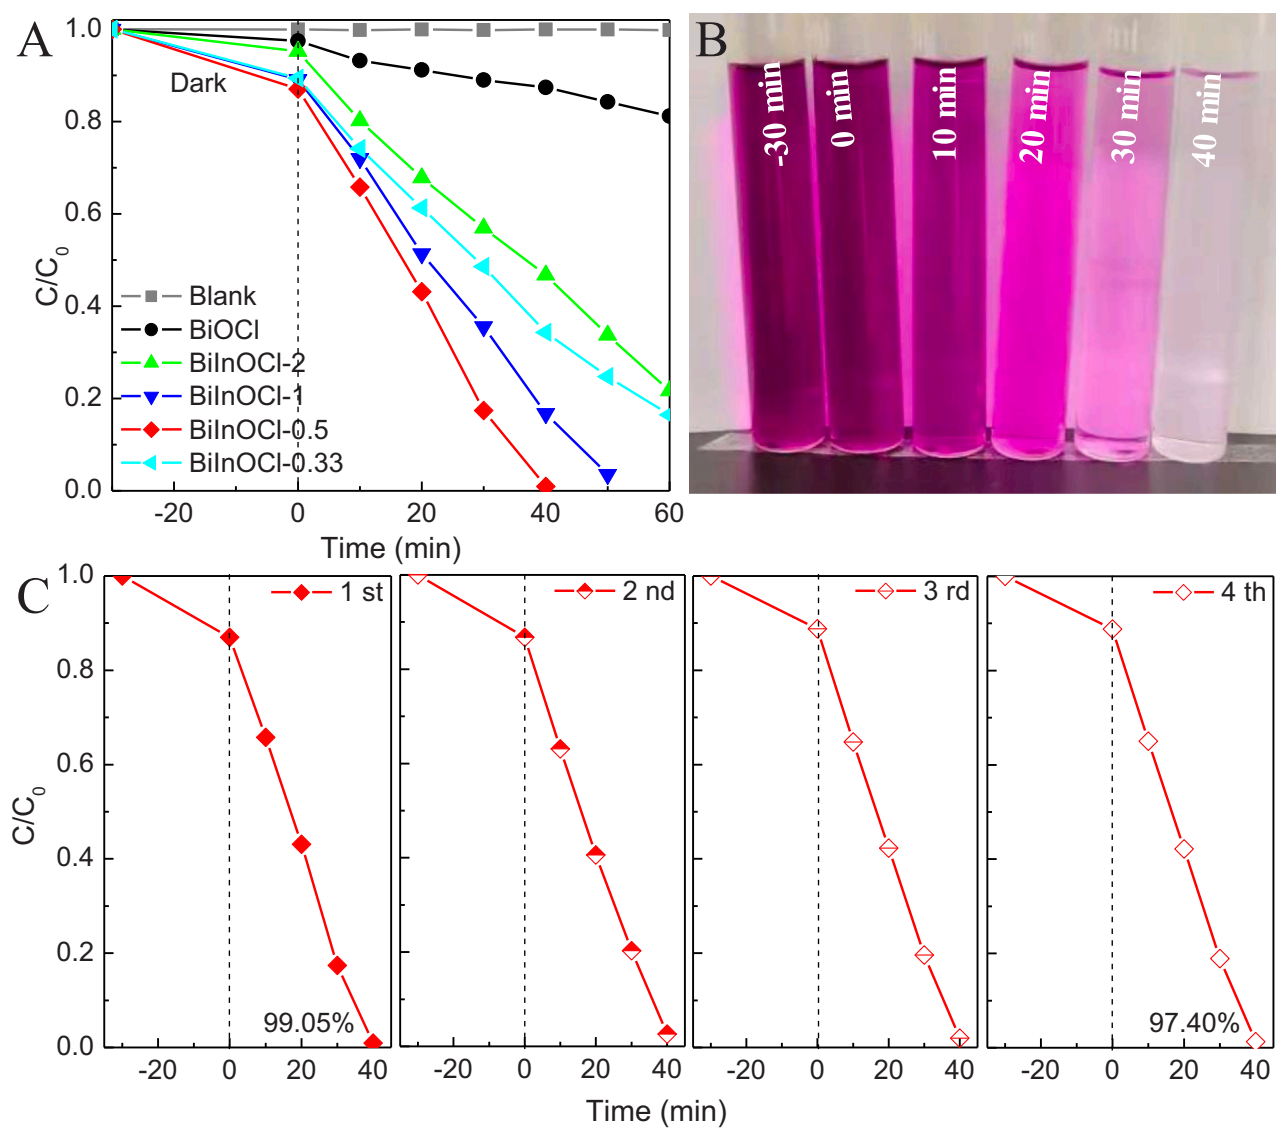 A
1.0
0.8
0.6
0.4
0.2
0.0
C/C0
Dark
Blank
BiOCl
BiInOCl-2
BiInOCl-1
BiInOCl-0.5
BiInOCl-0.33
-20 0 20 40 60
Time (min)
B
-30 min
0 min
10 min
20 min
30 min
40 min
C
1.0
0.8
0.6
0.4
0.2
0.0
C/C0
1 st
99.05%
2 nd
3 rd
4 th
97.40%
-20 0 20 40
-20 0 20 40
-20 0 20 40
-20 0 20 40
Time (min)